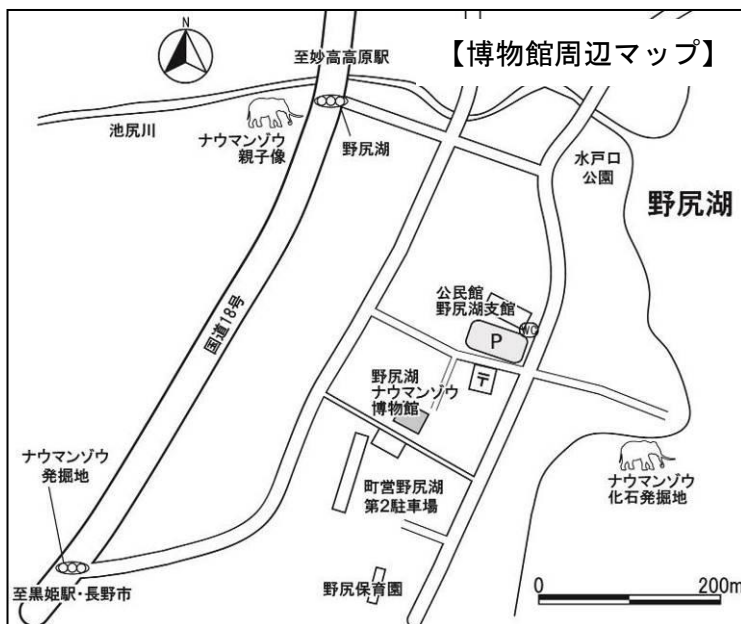 【博物館周辺マップ】
N
至妙高高原駅
池尻川
ナウマンゾウ
親子像
野尻湖
水戸口
公園
野尻湖
国道18号
公民館
野尻湖支館
WC
P
野尻湖
ナウマンゾウ
博物館
〒
ナウマンゾウ
発掘地
町営野尻湖
第2駐車場
ナウマンゾウ
化石発掘地
至黒姫駅・長野市
野尻保育園
0
200m